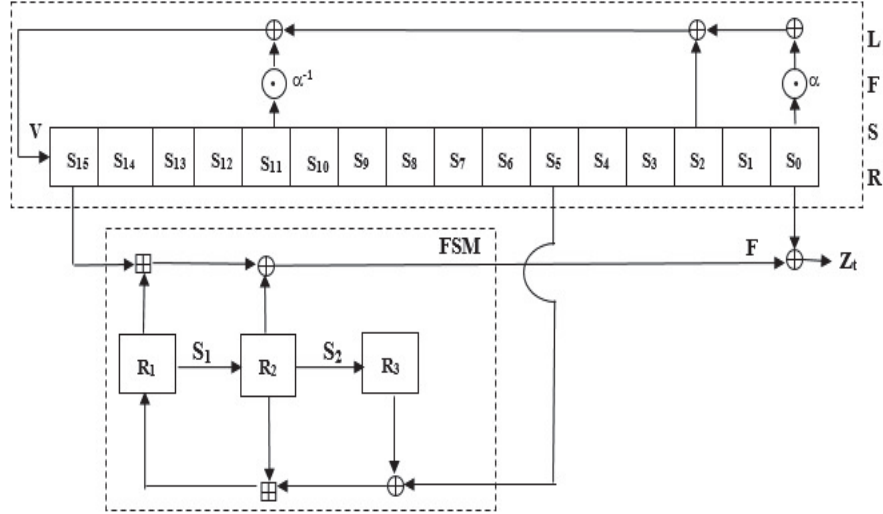 L
α⁻¹
α
F
V
S
S₁₅ S₁₄ S₁₃ S₁₂ S₁₁ S₁₀ S₉ S₈ S₇ S₆ S₅ S₄ S₃ S₂ S₁ S₀
R
FSM
F
Zₜ
S₁
S₂
R₁
R₂
R₃